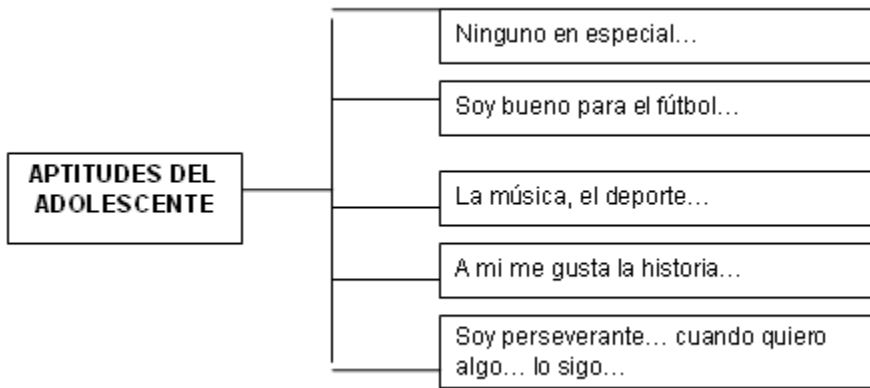 Ninguno en especial…
Soy bueno para el fútbol…
APTITUDES DEL
ADOLESCENTE
La música, el deporte…
A mi me gusta la historia…
Soy perseverante… cuando quiero
algo… lo sigo…